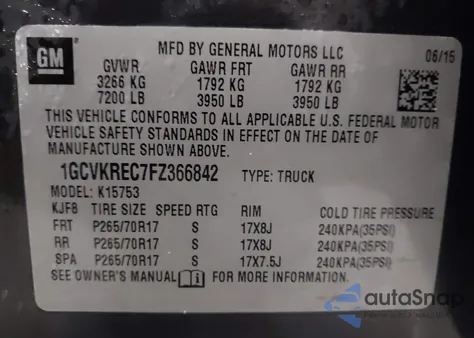 GM
MFD BY GENERAL MOTORS LLC 06/15
GVWR GAWR FRT GAWR RR
3266 KG 1792 KG 1792 KG
7200 LB 3950 LB 3950 LB
THIS VEHICLE CONFORMS TO ALL APPLICABLE U.S. FEDERAL MOTOR
VEHICLE SAFETY STANDARDS IN EFFECT ON THE DATE OF
MANUFACTURE SHOWN ABOVE.
1GCVKREC7FZ366842 TYPE: TRUCK
MODEL: K15753
KJF8 TIRE SIZE SPEED RTG RIM COLD TIRE PRESSURE
FRT P265/70R17 S 17X8J 240KPA(35PSI)
RR P265/70R17 S 17X8J 240KPA(35PSI)
SPA P265/70R17 S 17X7.5J 240KPA(35PSI)
SEE OWNER'S MANUAL FOR MORE INFORMATION.
autoSnap